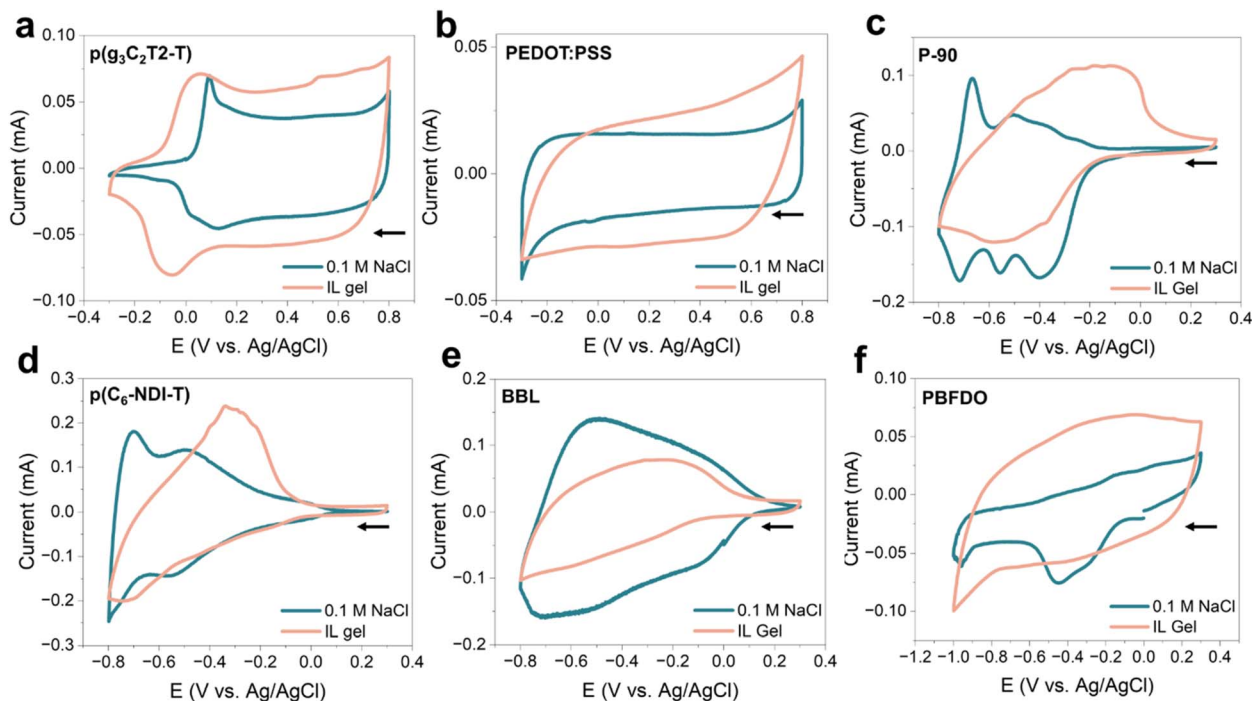 a
p(g₃C₂T2-T)
0.10
0.05
0.00
−0.05
−0.10
Current (mA)
0.1 M NaCl
IL gel
−0.4 −0.2 0.0 0.2 0.4 0.6 0.8
E (V vs. Ag/AgCl)
b
PEDOT:PSS
0.05
0.00
−0.05
Current (mA)
0.1 M NaCl
IL gel
−0.4 −0.2 0.0 0.2 0.4 0.6 0.8
E (V vs. Ag/AgCl)
c
P-90
0.1
0.0
−0.1
−0.2
Current (mA)
0.1 M NaCl
IL gel
−0.8 −0.6 −0.4 −0.2 0.0 0.2 0.4
E (V vs. Ag/AgCl)
d
p(C₆-NDI-T)
0.3
0.2
0.1
0.0
−0.1
−0.2
−0.3
Current (mA)
0.1 M NaCl
IL gel
−0.8 −0.6 −0.4 −0.2 0.0 0.2 0.4
E (V vs. Ag/AgCl)
e
BBL
0.2
0.1
0.0
−0.1
−0.2
Current (mA)
0.1 M NaCl
IL Gel
−0.8 −0.6 −0.4 −0.2 0.0 0.2 0.4
E (V vs. Ag/AgCl)
f
PBFDO
0.10
0.05
0.00
−0.05
−0.10
Current (mA)
0.1 M NaCl
IL Gel
−1.2 −1.0 −0.8 −0.6 −0.4 −0.2 0.0 0.2 0.4
E (V vs. Ag/AgCl)